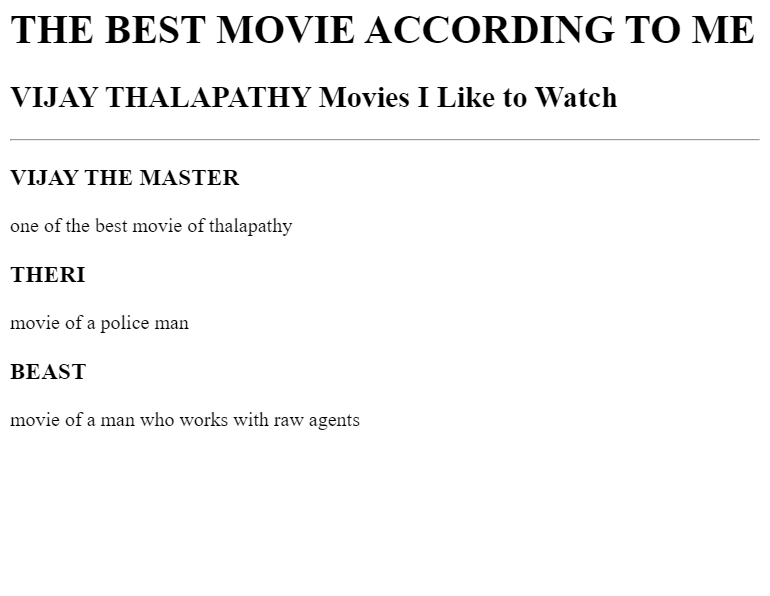 THE BEST MOVIE ACCORDING TO ME
VIJAY THALAPATHY Movies I Like to Watch
VIJAY THE MASTER
one of the best movie of thalapathy
THERI
movie of a police man
BEAST
movie of a man who works with raw agents